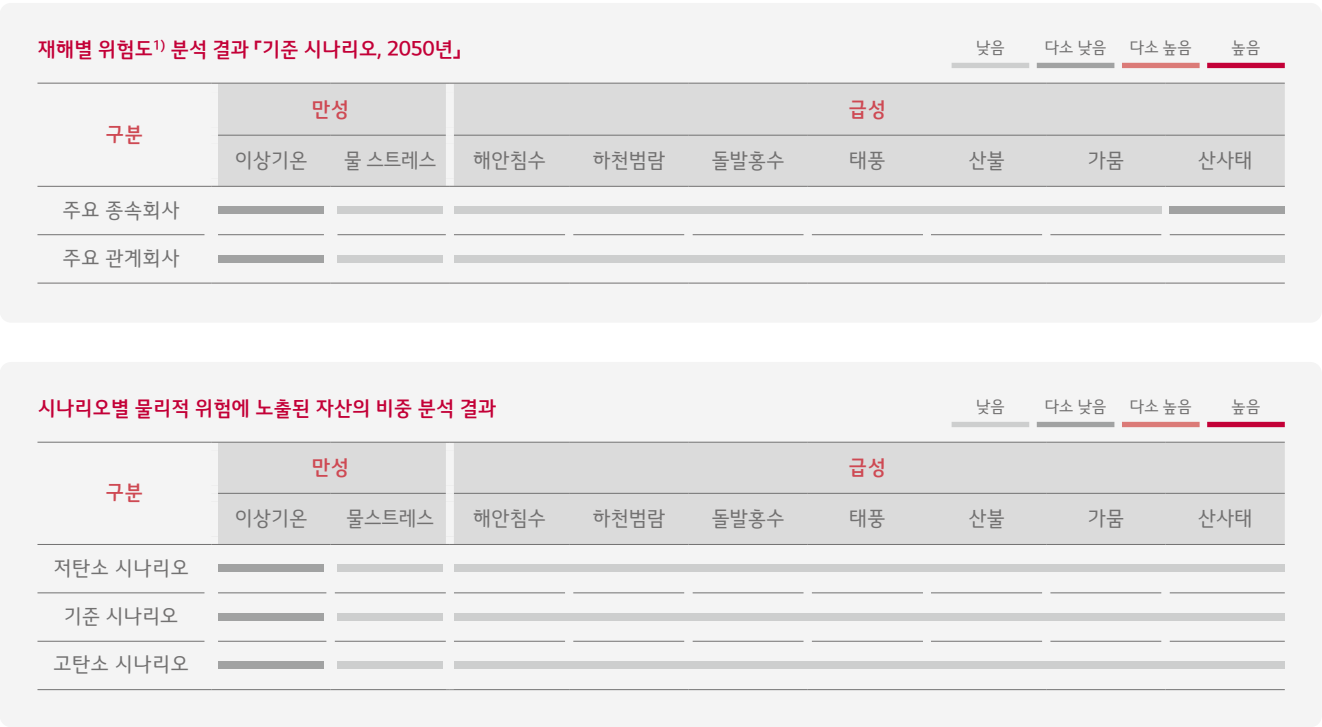 재해별 위험도1) 분석 결과 「기준 시나리오, 2050년」
낮음 다소 낮음 다소 높음 높음
구분 만성 급성
이상기온 물 스트레스 해안침수 하천범람 돌발홍수 태풍 산불 가뭄 산사태
주요 종속회사
주요 관계회사
시나리오별 물리적 위험에 노출된 자산의 비중 분석 결과
낮음 다소 낮음 다소 높음 높음
구분 만성 급성
이상기온 물스트레스 해안침수 하천범람 돌발홍수 태풍 산불 가뭄 산사태
저탄소 시나리오
기준 시나리오
고탄소 시나리오